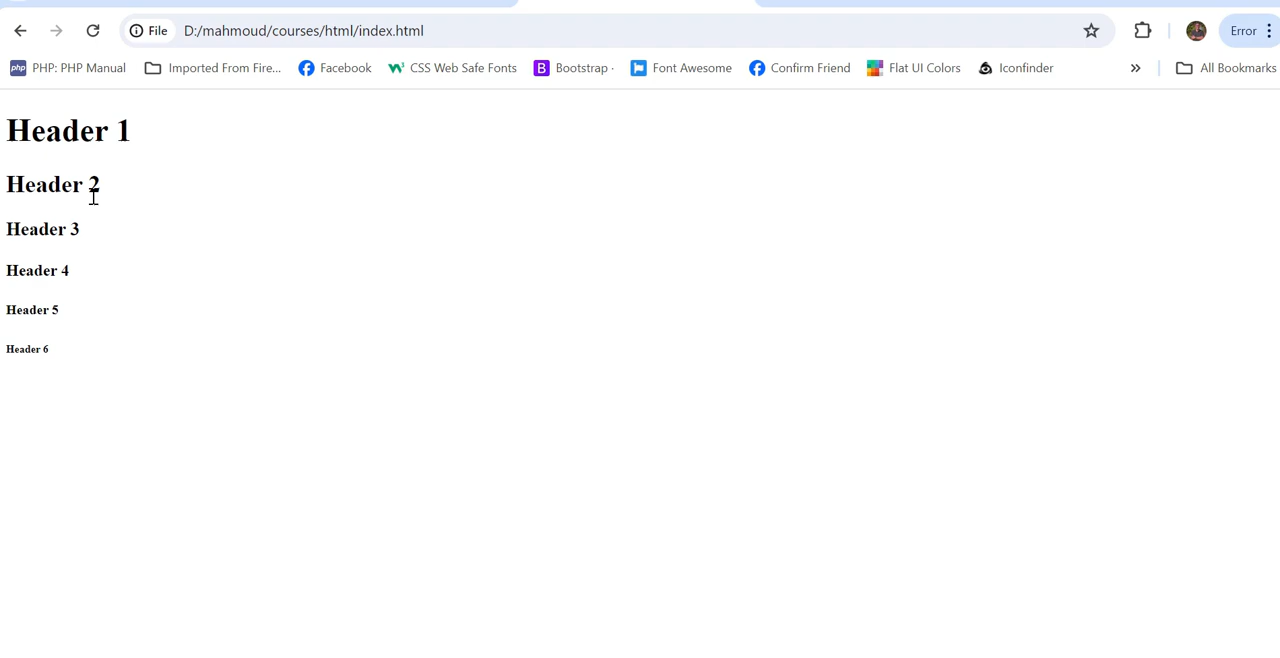 File D:/mahmoud/courses/html/index.html Error
php PHP: PHP Manual Imported From Fire... Facebook CSS Web Safe Fonts B Bootstrap · Font Awesome Confirm Friend Flat UI Colors Iconfinder » All Bookmarks
Header 1
Header 2
Header 3
Header 4
Header 5
Header 6